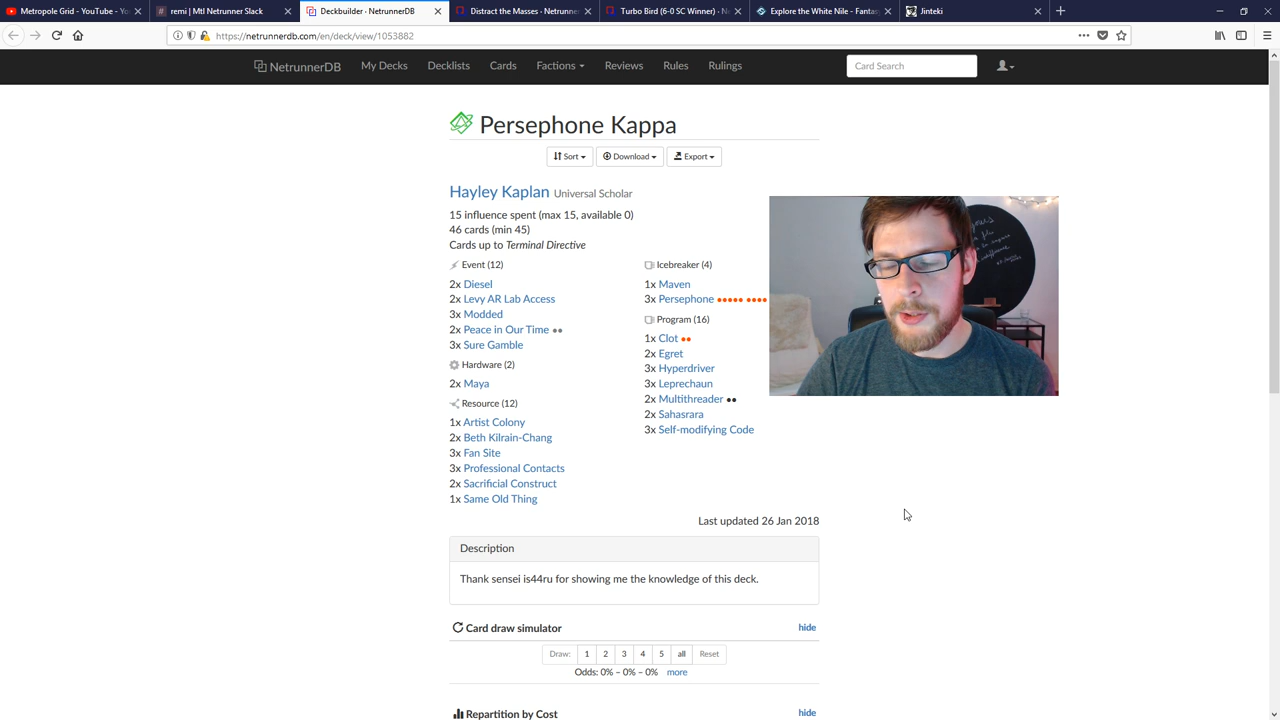 Metropole Grid - YouTube - Yo
remi | Mtl Netrunner Slack
Deckbuilder · NetrunnerDB
Distract the Masses · Netrunne
Turbo Bird (6-0 SC Winner) · N
Explore the White Nile - Fantas
Jinteki
https://netrunnerdb.com/en/deck/view/1053882
NetrunnerDB
My Decks
Decklists
Cards
Factions
Reviews
Rules
Rulings
Card Search
Persephone Kappa
Sort
Download
Export
Hayley Kaplan Universal Scholar
15 influence spent (max 15, available 0)
46 cards (min 45)
Cards up to Terminal Directive
Event (12)
2x Diesel
2x Levy AR Lab Access
3x Modded
2x Peace in Our Time
3x Sure Gamble
Hardware (2)
2x Maya
Resource (12)
1x Artist Colony
2x Beth Kilrain-Chang
3x Fan Site
3x Professional Contacts
2x Sacrificial Construct
1x Same Old Thing
Icebreaker (4)
1x Maven
3x Persephone
Program (16)
1x Clot
2x Egret
3x Hyperdriver
3x Leprechaun
2x Multithreader
2x Sahasrara
3x Self-modifying Code
Last updated 26 Jan 2018
Description
Thank sensei is44ru for showing me the knowledge of this deck.
Card draw simulator
hide
Draw: 1 2 3 4 5 all Reset
Odds: 0% – 0% – 0% more
Repartition by Cost
hide